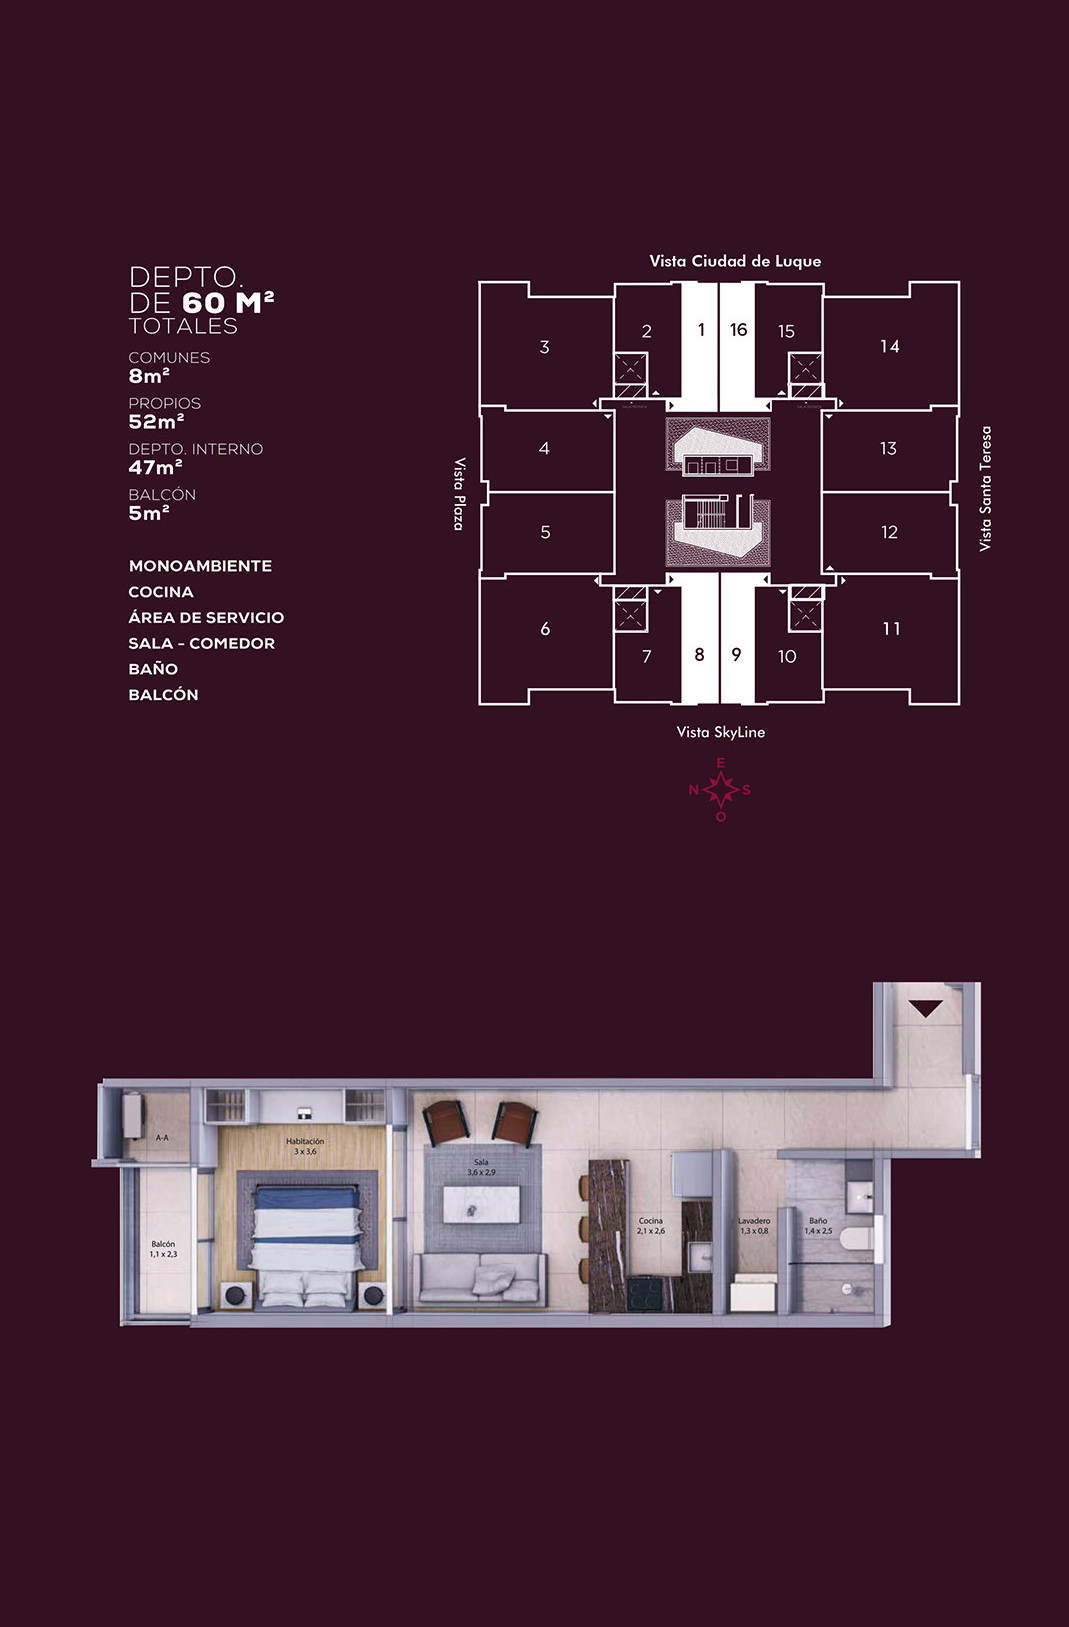 DEPTO.
DE 60 M²
TOTALES
COMUNES
8m²
PROPIOS
52m²
DEPTO. INTERNO
47m²
BALCÓN
5m²
MONOAMBIENTE
COCINA
ÁREA DE SERVICIO
SALA - COMEDOR
BAÑO
BALCÓN
Vista Ciudad de Luque
3
2
1
16
15
14
4
13
Vista Plaza
Vista Santa Teresa
5
12
6
7
8
9
10
11
Vista SkyLine
E
N
S
O
A-A
Habitación
3 x 3,6
Sala
3,6 x 2,9
Balcón
1,1 x 2,3
Cocina
2,1 x 2,6
Lavadero
1,3 x 0,8
Baño
1,4 x 2,5